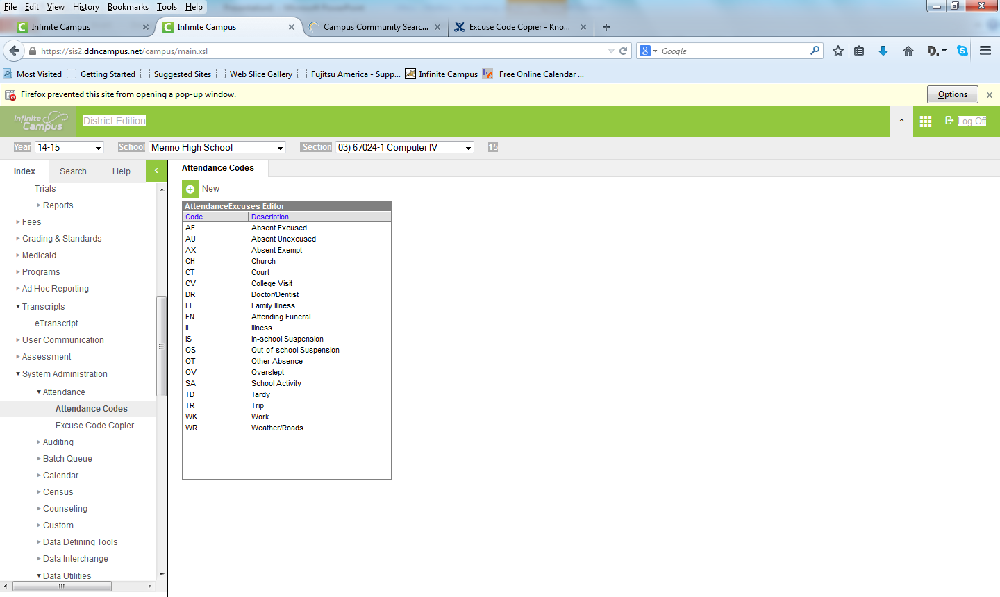 File Edit View History Bookmarks Tools Help
Infinite Campus × Infinite Campus × Campus Community Searc... × Excuse Code Copier - Kno... × +
https://sis2.ddncampus.net/campus/main.xsl Google
Most Visited Getting Started Suggested Sites Web Slice Gallery Fujitsu America - Supp... Infinite Campus Free Online Calendar ...
Firefox prevented this site from opening a pop-up window. Options ×
Infinite Campus District Edition Log Off
Year 14-15 School Menno High School Section 03) 67024-1 Computer IV 15
Index Search Help
Trials
Reports
Fees
Grading & Standards
Medicaid
Programs
Ad Hoc Reporting
Transcripts
eTranscript
User Communication
Assessment
System Administration
Attendance
Attendance Codes
Excuse Code Copier
Auditing
Batch Queue
Calendar
Census
Counseling
Custom
Data Defining Tools
Data Interchange
Data Utilities
Attendance Codes
New
AttendanceExcuses Editor
Code Description
AE Absent Excused
AU Absent Unexcused
AX Absent Exempt
CH Church
CT Court
CV College Visit
DR Doctor/Dentist
FI Family Illness
FN Attending Funeral
IL Illness
IS In-school Suspension
OS Out-of-school Suspension
OT Other Absence
OV Overslept
SA School Activity
TD Tardy
TR Trip
WK Work
WR Weather/Roads